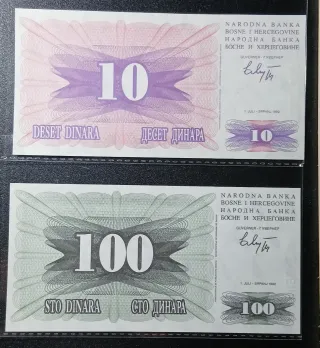 NARODNA BANKA
BOSNE I HERCEGOVINE
НАРОДНА БАНКА
БОСНЕ И ХЕРЦЕГОВИНЕ
10
DESET DINARA
ДЕСЕТ ДИНАРА
10
NARODNA BANKA
BOSNE I HERCEGOVINE
НАРОДНА БАНКА
БОСНЕ И ХЕРЦЕГОВИНЕ
100
STO DINARA
СТО ДИНАРА
100